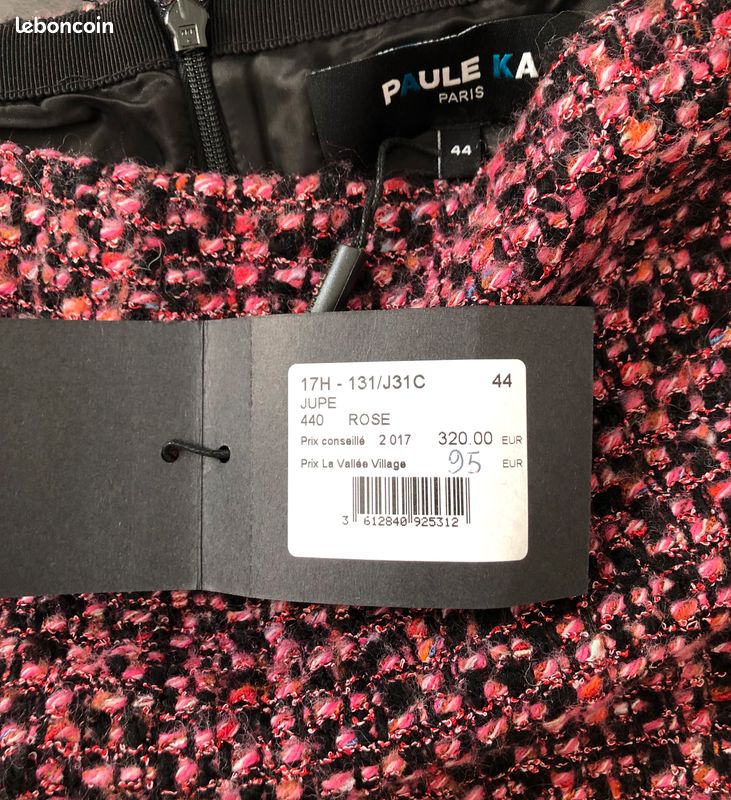 leboncoin
PAULE KA
PARIS
44
17H - 131/J31C 44
JUPE
440 ROSE
Prix conseillé 2 017 320.00 EUR
Prix La Vallée Village 95 EUR
3 612840 925312